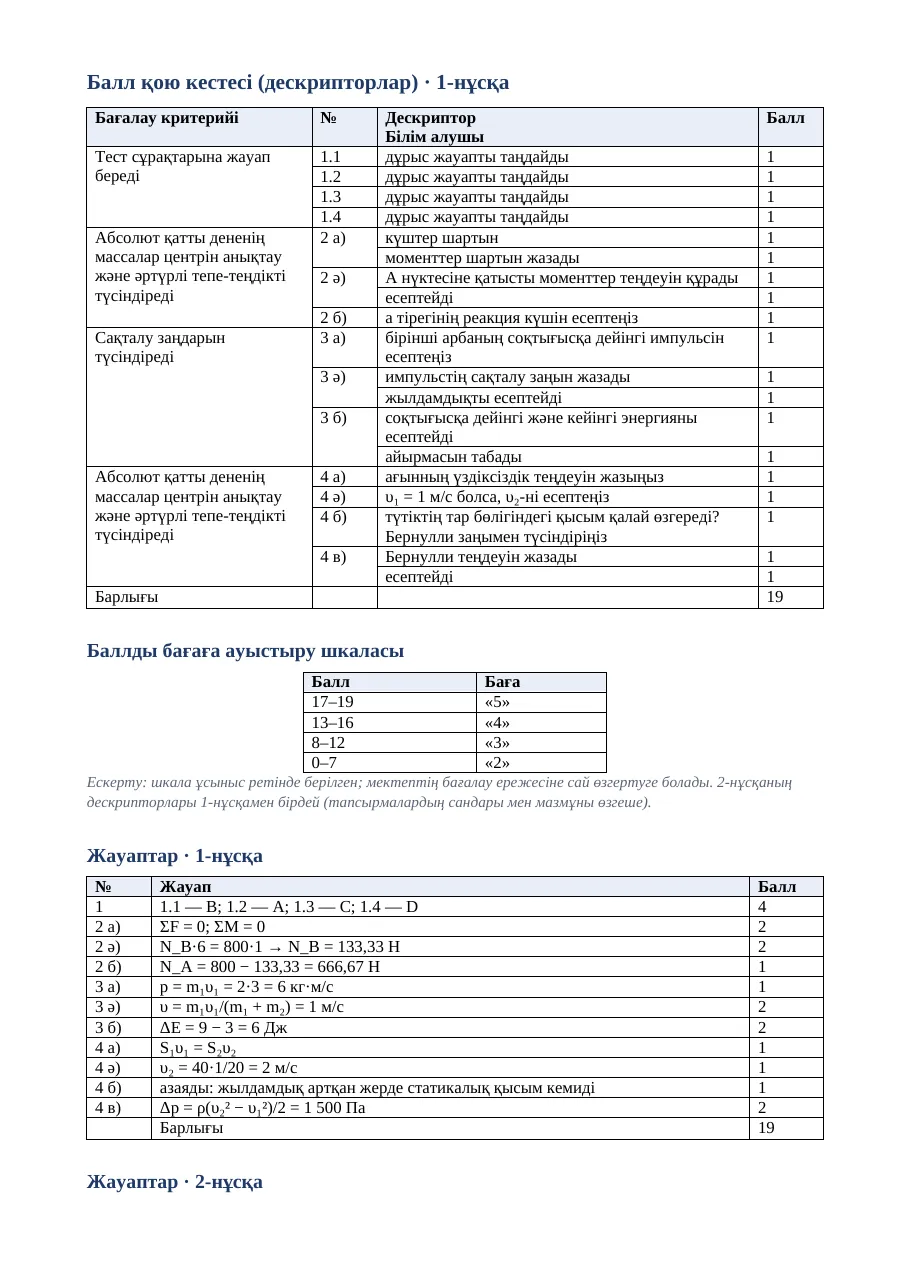 Балл қою кестесі (дескрипторлар) · 1-нұсқа
Бағалау критерийі № Дескриптор Балл
Білім алушы
Тест сұрақтарына жауап 1.1 дұрыс жауапты таңдайды 1
береді 1.2 дұрыс жауапты таңдайды 1
1.3 дұрыс жауапты таңдайды 1
1.4 дұрыс жауапты таңдайды 1
Абсолют қатты дененің 2 а) күштер шартын 1
массалар центрін анықтау моменттер шартын жазады 1
және әртүрлі тепе-теңдікті 2 ә) А нүктесіне қатысты моменттер теңдеуін құрады 1
түсіндіреді есептейді 1
2 б) а тірегінің реакция күшін есептеңіз 1
Сақталу заңдарын 3 а) бірінші арбаның соқтығысқа дейінгі импульсін 1
түсіндіреді есептеңіз
3 ә) импульстің сақталу заңын жазады 1
жылдамдықты есептейді 1
3 б) соқтығысқа дейінгі және кейінгі энергияны 1
есептейді
айырмасын табады 1
Абсолют қатты дененің 4 а) ағынның үздіксіздік теңдеуін жазыңыз 1
массалар центрін анықтау 4 ә) υ₁ = 1 м/с болса, υ₂-ні есептеңіз 1
және әртүрлі тепе-теңдікті 4 б) түтіктің тар бөлігіндегі қысым қалай өзгереді? 1
түсіндіреді Бернулли заңымен түсіндіріңіз
4 в) Бернулли теңдеуін жазады 1
есептейді 1
Барлығы 19
Баллды бағаға ауыстыру шкаласы
Балл Баға
17–19 «5»
13–16 «4»
8–12 «3»
0–7 «2»
Ескерту: шкала ұсыныс ретінде берілген; мектептің бағалау ережесіне сай өзгертуге болады. 2-нұсқаның
дескрипторлары 1-нұсқамен бірдей (тапсырмалардың сандары мен мазмұны өзгеше).
Жауаптар · 1-нұсқа
№ Жауап Балл
1 1.1 — B; 1.2 — A; 1.3 — C; 1.4 — D 4
2 а) ΣF = 0; ΣM = 0 2
2 ә) N_B·6 = 800·1 → N_B = 133,33 Н 2
2 б) N_A = 800 − 133,33 = 666,67 Н 1
3 а) p = m₁υ₁ = 2·3 = 6 кг·м/с 1
3 ә) υ = m₁υ₁/(m₁ + m₂) = 1 м/с 2
3 б) ΔE = 9 − 3 = 6 Дж 2
4 а) S₁υ₁ = S₂υ₂ 1
4 ә) υ₂ = 40·1/20 = 2 м/с 1
4 б) азаяды: жылдамдық артқан жерде статикалық қысым кемиді 1
4 в) Δp = ρ(υ₂² − υ₁²)/2 = 1 500 Па 2
Барлығы 19
Жауаптар · 2-нұсқа